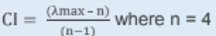 CI = (λmax – n) / (n–1) where n = 4